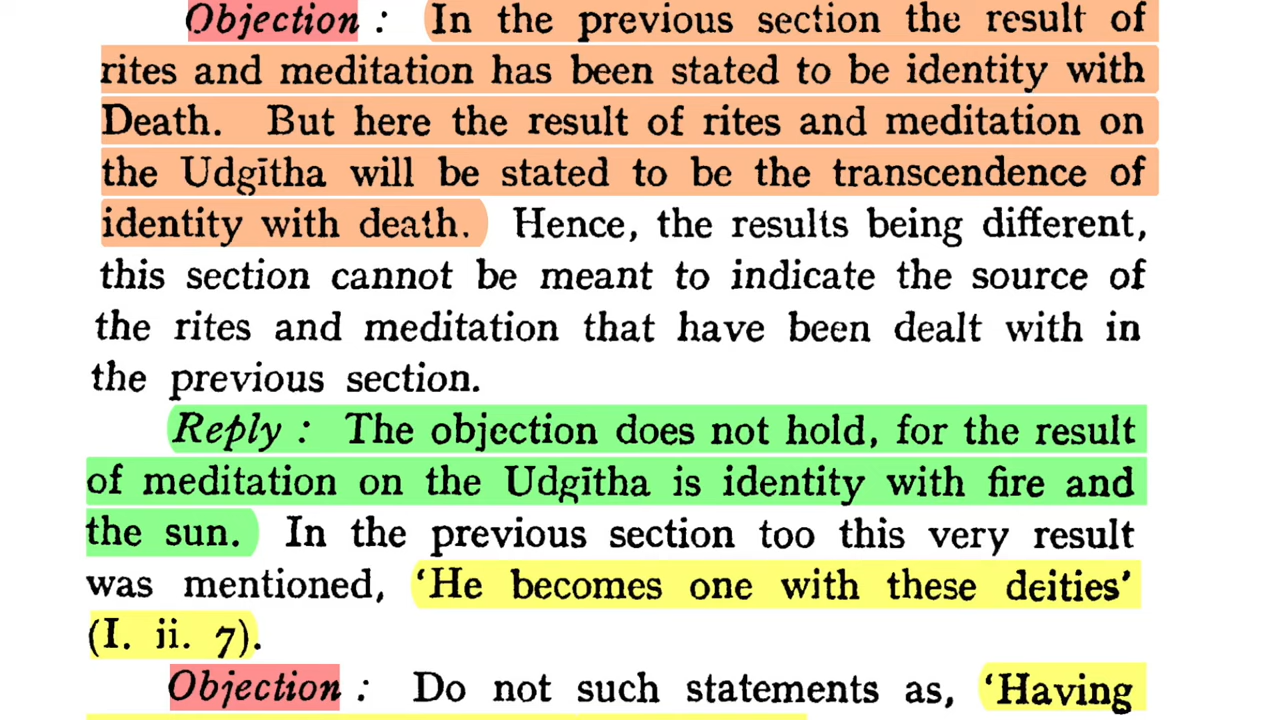 Objection : In the previous section the result of
rites and meditation has been stated to be identity with
Death. But here the result of rites and meditation on
the Udgītha will be stated to be the transcendence of
identity with death. Hence, the results being different,
this section cannot be meant to indicate the source of
the rites and meditation that have been dealt with in
the previous section.
Reply : The objection does not hold, for the result
of meditation on the Udgītha is identity with fire and
the sun. In the previous section too this very result
was mentioned, ‘He becomes one with these deities’
(I. ii. 7).
Objection : Do not such statements as, ‘Having